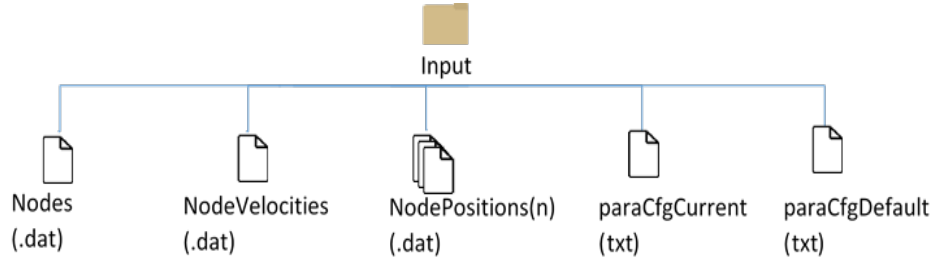 Input
Nodes
(.dat)
NodeVelocities
(.dat)
NodePositions(n)
(.dat)
paraCfgCurrent
(txt)
paraCfgDefault
(txt)